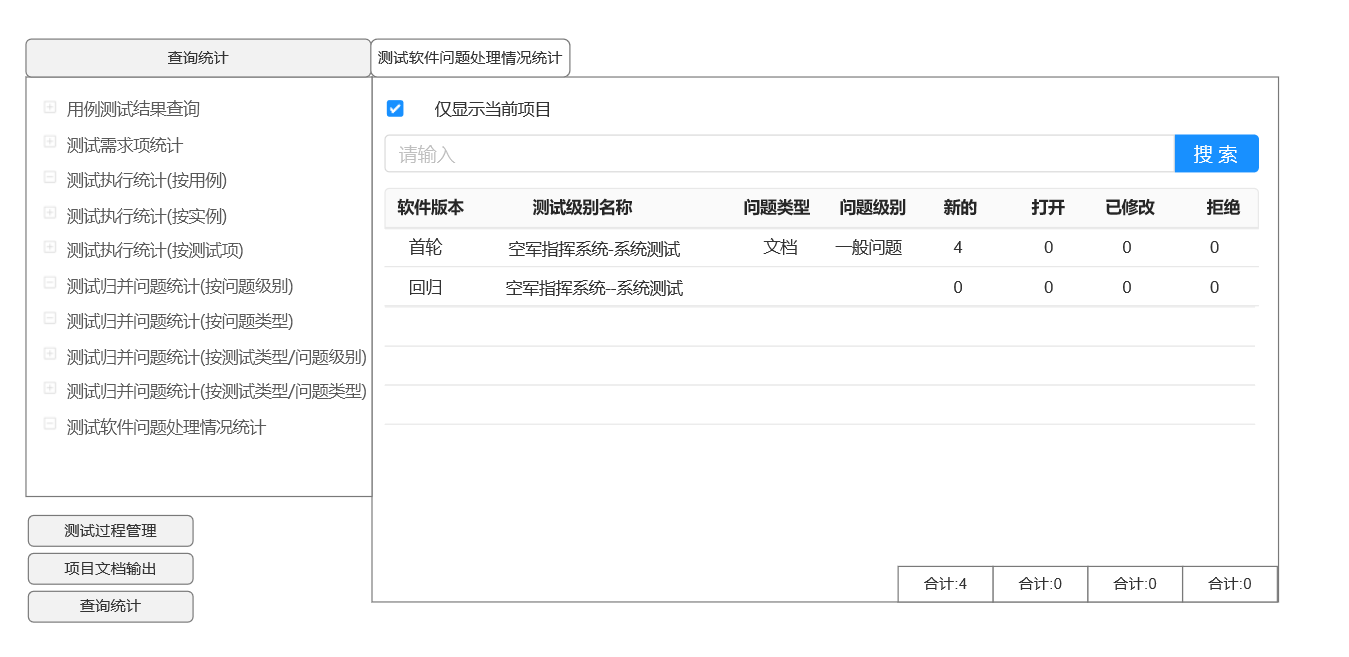 查询统计 测试软件问题处理情况统计
用例测试结果查询
测试需求项统计
测试执行统计(按用例)
测试执行统计(按实例)
测试执行统计(按测试项)
测试归并问题统计(按问题级别)
测试归并问题统计(按问题类型)
测试归并问题统计(按测试类型/问题级别)
测试归并问题统计(按测试类型/问题类型)
测试软件问题处理情况统计
仅显示当前项目
请输入 搜 索
软件版本 测试级别名称 问题类型 问题级别 新的 打开 已修改 拒绝
首轮 空军指挥系统-系统测试 文档 一般问题 4 0 0 0
回归 空军指挥系统--系统测试 0 0 0 0
合计:4 合计:0 合计:0 合计:0
测试过程管理
项目文档输出
查询统计